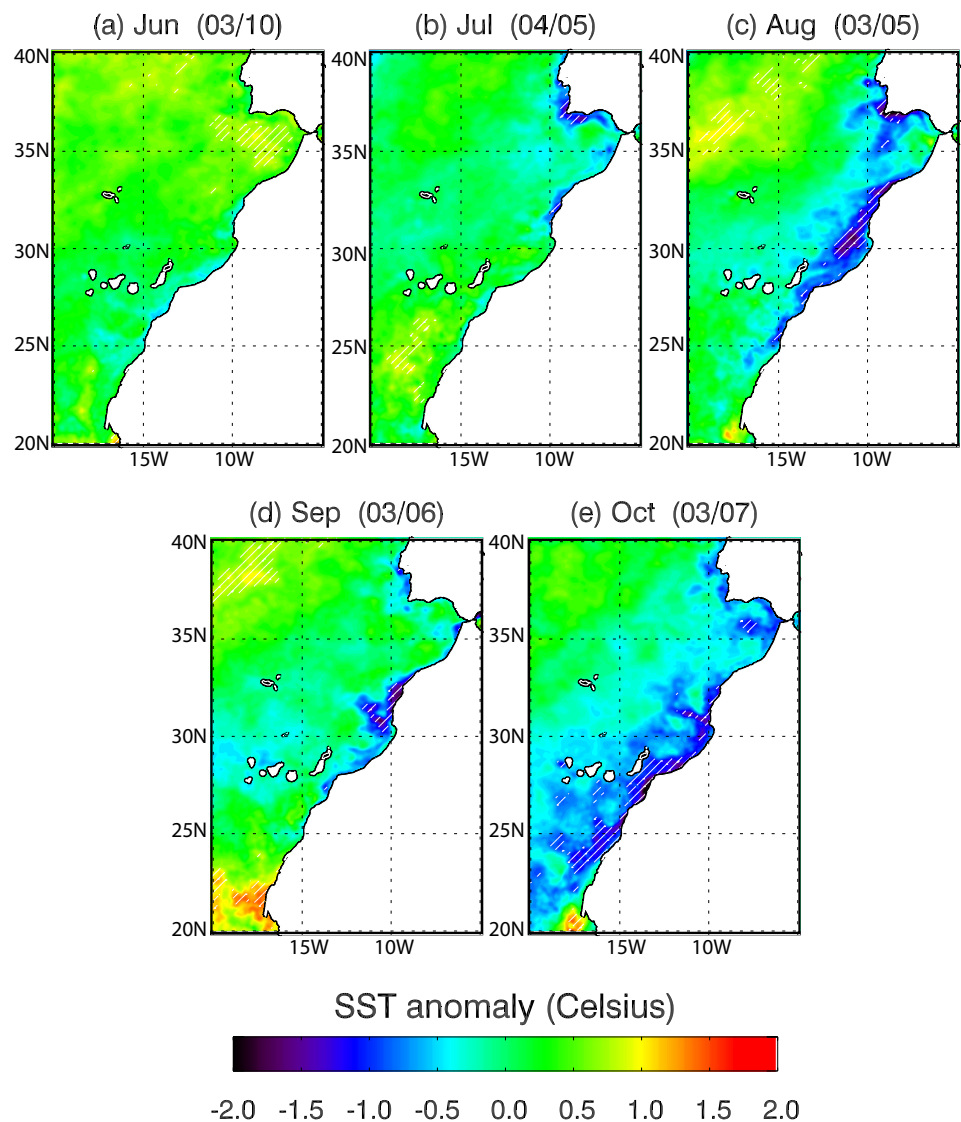 (a) Jun (03/10) (b) Jul (04/05) (c) Aug (03/05)
40N 40N 40N
35N 35N 35N
30N 30N 30N
25N 25N 25N
20N 20N 20N
15W 10W 15W 10W 15W 10W
(d) Sep (03/06) (e) Oct (03/07)
40N 40N
35N 35N
30N 30N
25N 25N
20N 20N
15W 10W 15W 10W
SST anomaly (Celsius)
-2.0 -1.5 -1.0 -0.5 0.0 0.5 1.0 1.5 2.0